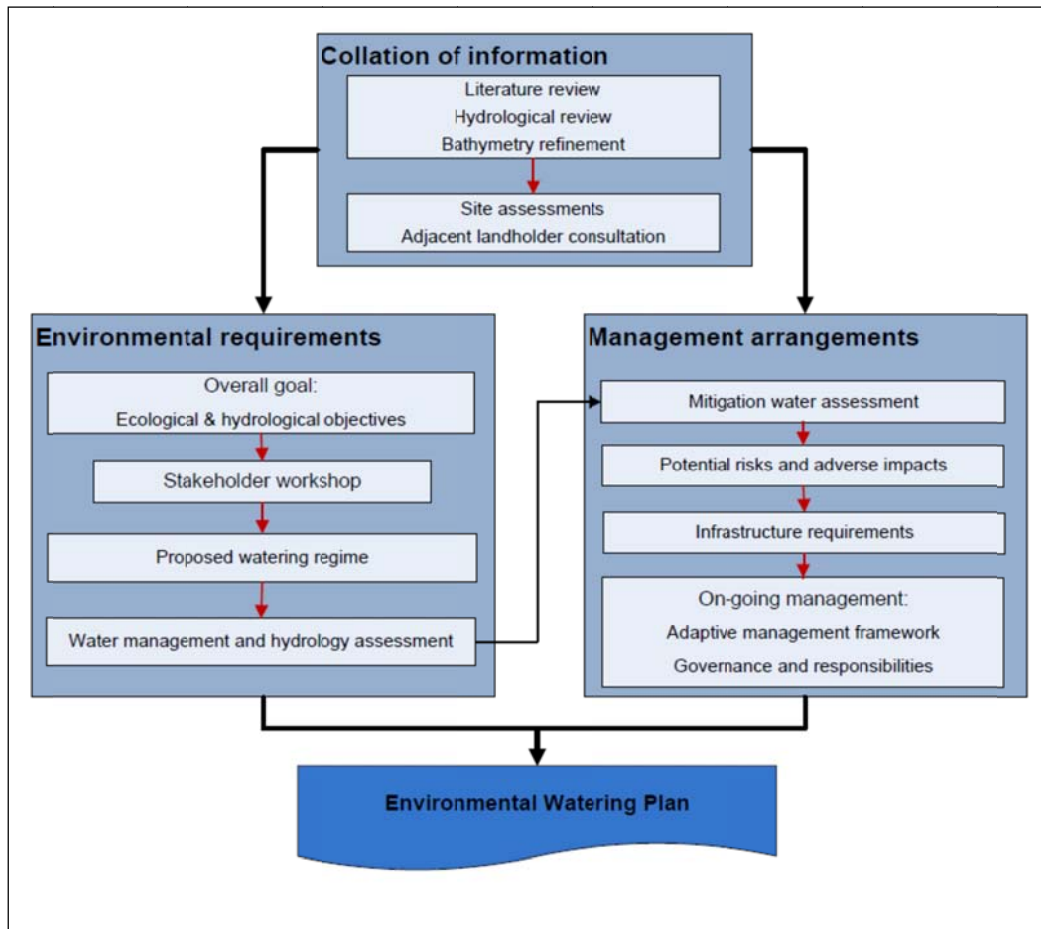 Collation of information
Literature review
Hydrological review
Bathymetry refinement
Site assessments
Adjacent landholder consultation
Environmental requirements
Overall goal:
Ecological & hydrological objectives
Stakeholder workshop
Proposed watering regime
Water management and hydrology assessment
Management arrangements
Mitigation water assessment
Potential risks and adverse impacts
Infrastructure requirements
On-going management:
Adaptive management framework
Governance and responsibilities
Environmental Watering Plan